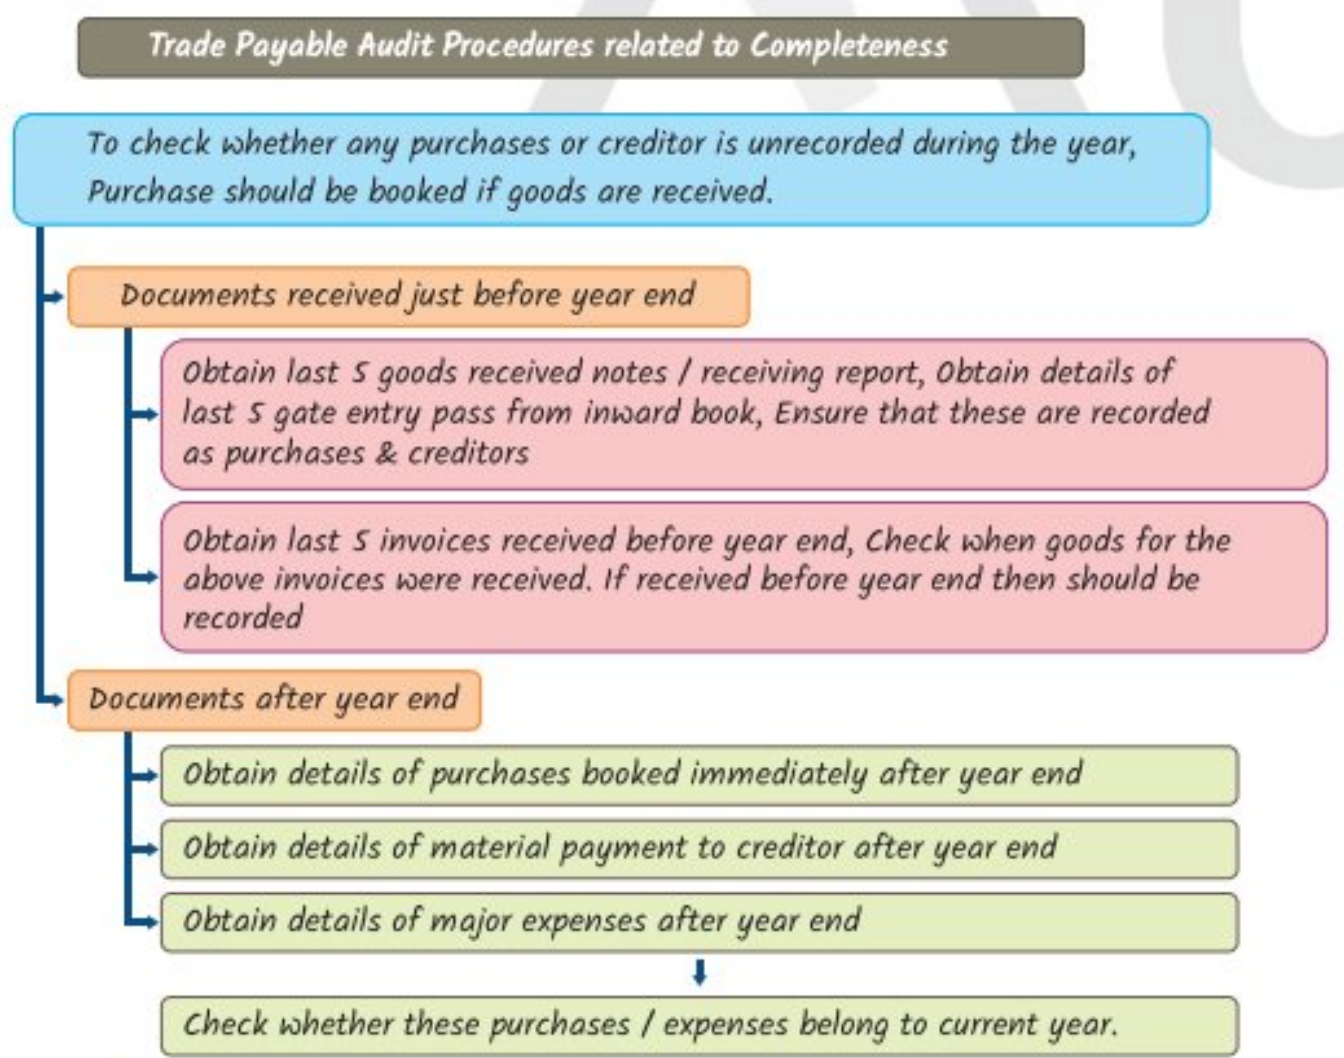 Trade Payable Audit Procedures related to Completeness
To check whether any purchases or creditor is unrecorded during the year,
Purchase should be booked if goods are received.
Documents received just before year end
Obtain last 5 goods received notes / receiving report, Obtain details of
last 5 gate entry pass from inward book, Ensure that these are recorded
as purchases & creditors
Obtain last 5 invoices received before year end, Check when goods for the
above invoices were received. If received before year end then should be
recorded
Documents after year end
Obtain details of purchases booked immediately after year end
Obtain details of material payment to creditor after year end
Obtain details of major expenses after year end
Check whether these purchases / expenses belong to current year.